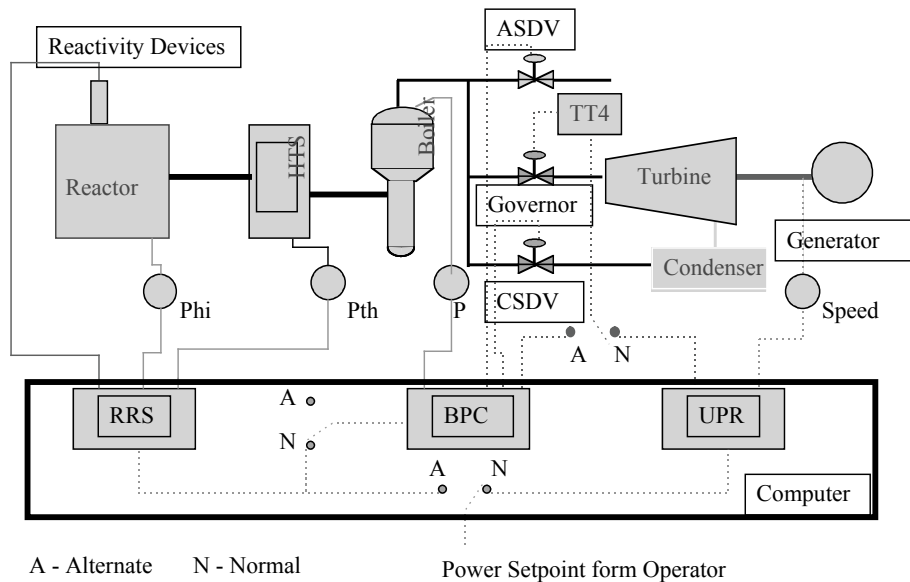 ASDV
Reactivity Devices
TT4
Boiler
HTS
Reactor
Turbine
Governor
Generator
Condenser
CSDV
Phi
Pth
P
Speed
A
N
A
RRS
BPC
UPR
N
A
N
Computer
A - Alternate
N - Normal
Power Setpoint form Operator